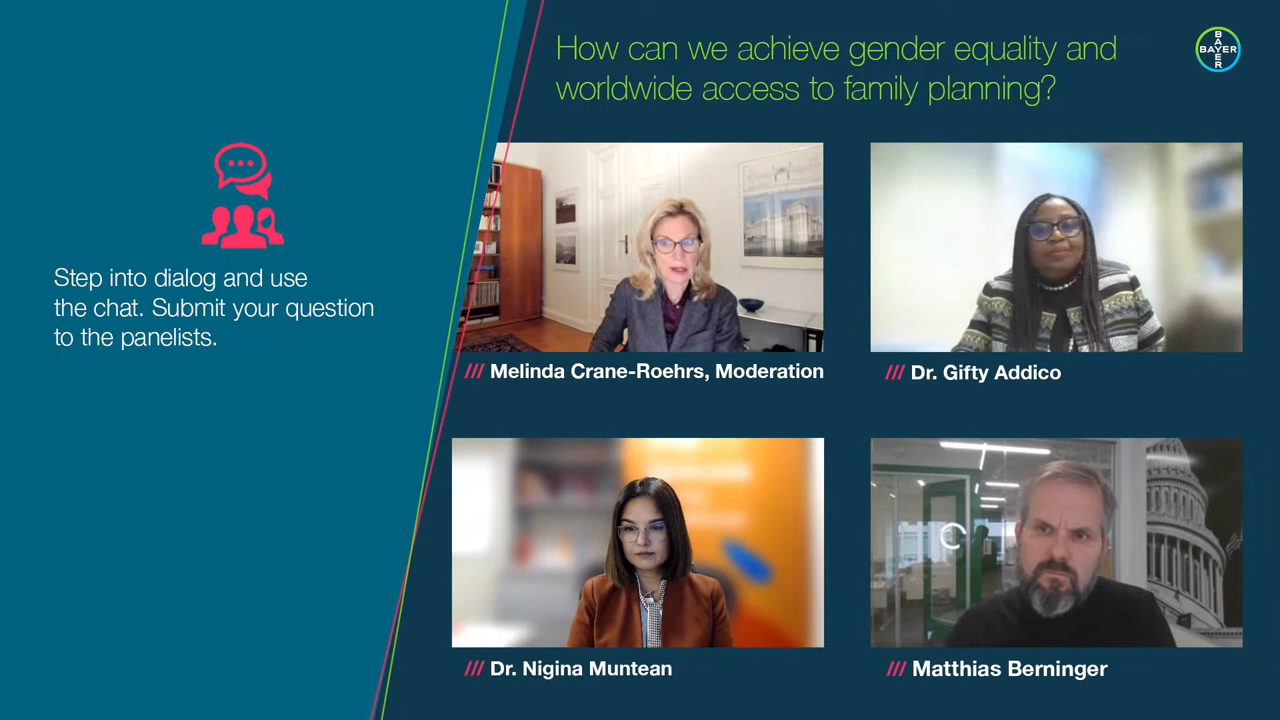 How can we achieve gender equality and
worldwide access to family planning?
BAYER
BAYER
Step into dialog and use
the chat. Submit your question
to the panelists.
/// Melinda Crane-Roehrs, Moderation
/// Dr. Gifty Addico
/// Dr. Nigina Muntean
/// Matthias Berninger